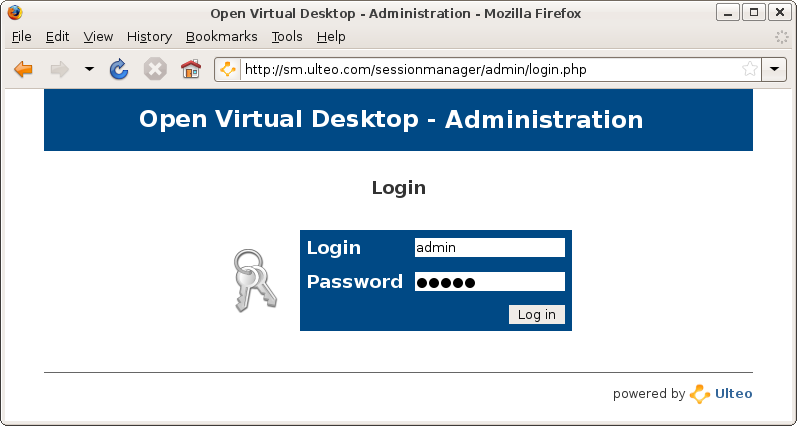 Open Virtual Desktop - Administration - Mozilla Firefox
File Edit View History Bookmarks Tools Help
http://sm.ulteo.com/sessionmanager/admin/login.php
Open Virtual Desktop - Administration
Login
Login admin
Password ●●●●●
Log in
powered by Ulteo